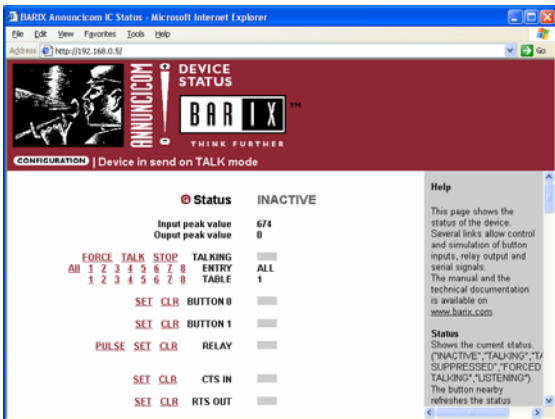 BARIX Annuncicom IC Status - Microsoft Internet Explorer
File Edit View Favorites Tools Help
Address http://192.168.0.5/ Go
ANNUNCICOM
DEVICE
STATUS
BARIX ™
THINK FURTHER
CONFIGURATION | Device in send on TALK mode
Status INACTIVE
Input peak value 674
Ouput peak value 0
FORCE TALK STOP TALKING
All 1 2 3 4 5 6 7 8 ENTRY ALL
1 2 3 4 5 6 7 8 TABLE 1
SET CLR BUTTON 0
SET CLR BUTTON 1
PULSE SET CLR RELAY
SET CLR CTS IN
SET CLR RTS OUT
Help
This page shows the
status of the device.
Several links allow control
and simulation of button
inputs, relay output and
serial signals.
The manual and the
technical documentation
is available on
www.barix.com.
Status
Shows the current status.
("INACTIVE","TALKING","TA
SUPPRESSED","FORCED
TALKING","LISTENING").
The button nearby
refreshes the status